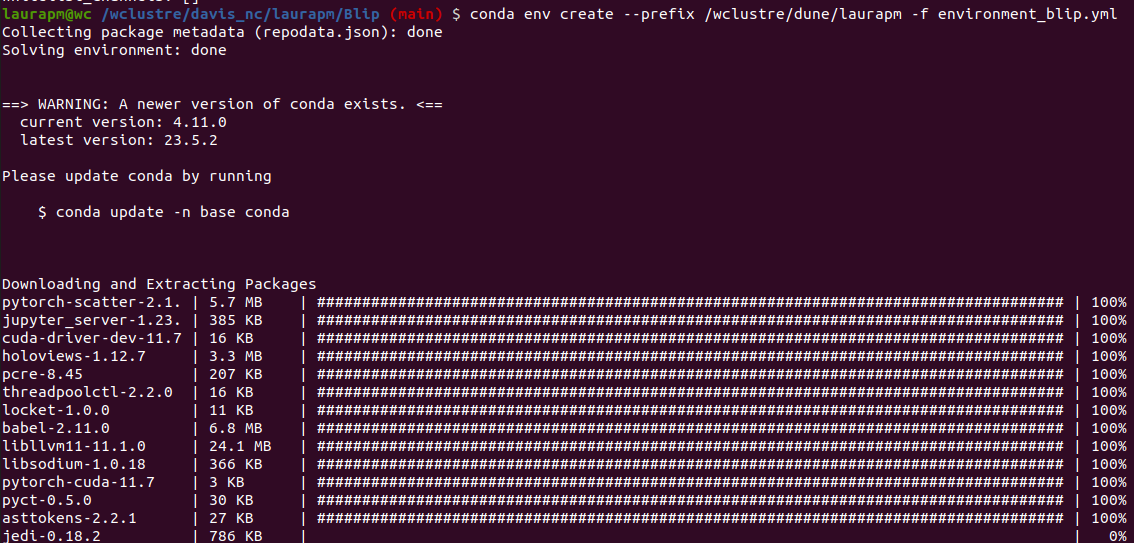 laurapm@wc /wclustre/davis_nc/laurapm/Blip (main) $ conda env create --prefix /wclustre/dune/laurapm -f environment_blip.yml
Collecting package metadata (repodata.json): done
Solving environment: done
==> WARNING: A newer version of conda exists. <==
  current version: 4.11.0
  latest version: 23.5.2
Please update conda by running
    $ conda update -n base conda
Downloading and Extracting Packages
pytorch-scatter-2.1. | 5.7 MB    | ################################################################################### | 100%
jupyter_server-1.23. | 385 KB    | ################################################################################### | 100%
cuda-driver-dev-11.7 | 16 KB     | ################################################################################### | 100%
holoviews-1.12.7     | 3.3 MB    | ################################################################################### | 100%
pcre-8.45            | 207 KB    | ################################################################################### | 100%
threadpoolctl-2.2.0  | 16 KB     | ################################################################################### | 100%
locket-1.0.0         | 11 KB     | ################################################################################### | 100%
babel-2.11.0         | 6.8 MB    | ################################################################################### | 100%
libllvm11-11.1.0     | 24.1 MB   | ################################################################################### | 100%
libsodium-1.0.18     | 366 KB    | ################################################################################### | 100%
pytorch-cuda-11.7    | 3 KB      | ################################################################################### | 100%
pyct-0.5.0           | 30 KB     | ################################################################################### | 100%
asttokens-2.2.1      | 27 KB     | ################################################################################### | 100%
jedi-0.18.2          | 786 KB    |                                                                                     | 0%